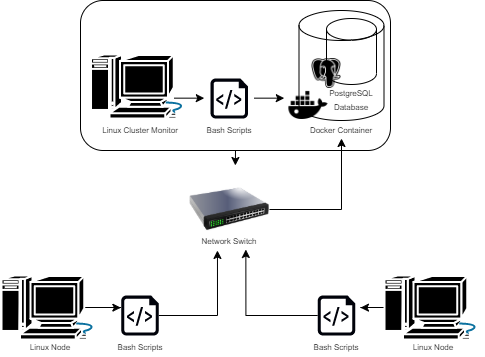 PostgreSQL
Database
Linux Cluster Monitor
Bash Scripts
Docker Container
Network Switch
Linux Node
Bash Scripts
Bash Scripts
Linux Node